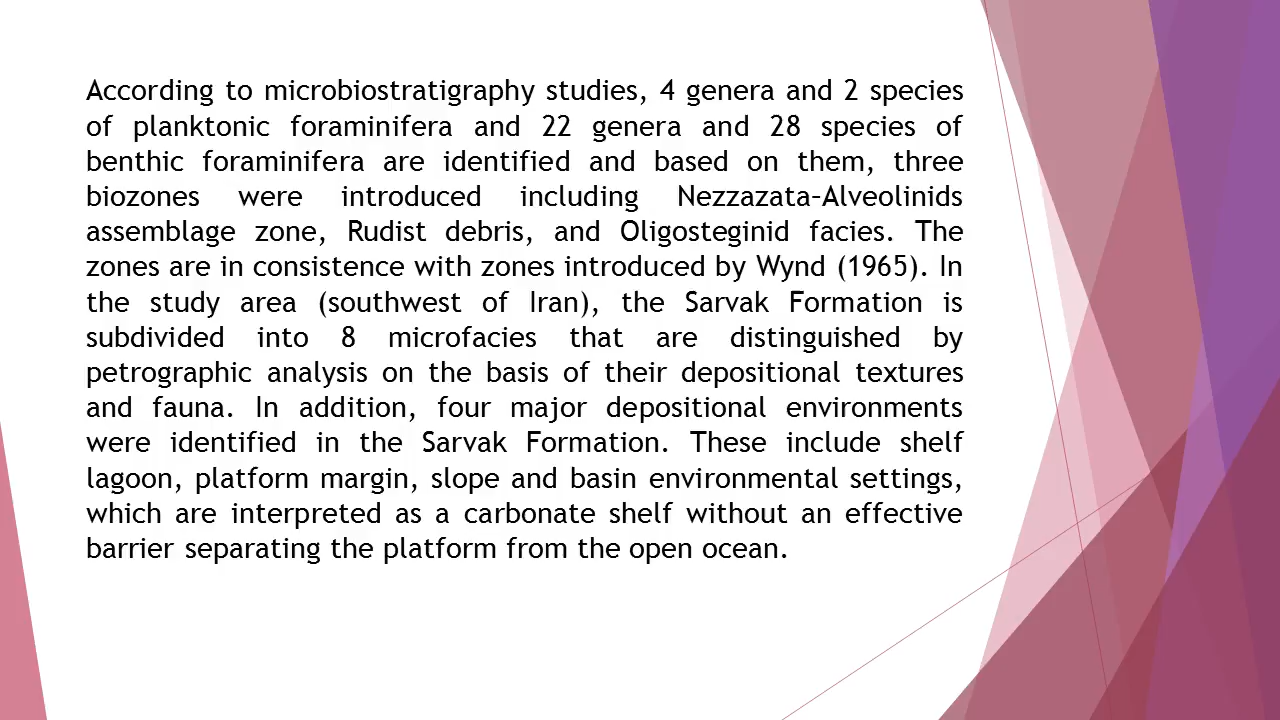 According to microbiostratigraphy studies, 4 genera and 2 species
of planktonic foraminifera and 22 genera and 28 species of
benthic foraminifera are identified and based on them, three
biozones were introduced including Nezzazata–Alveolinids
assemblage zone, Rudist debris, and Oligosteginid facies. The
zones are in consistence with zones introduced by Wynd (1965). In
the study area (southwest of Iran), the Sarvak Formation is
subdivided into 8 microfacies that are distinguished by
petrographic analysis on the basis of their depositional textures
and fauna. In addition, four major depositional environments
were identified in the Sarvak Formation. These include shelf
lagoon, platform margin, slope and basin environmental settings,
which are interpreted as a carbonate shelf without an effective
barrier separating the platform from the open ocean.